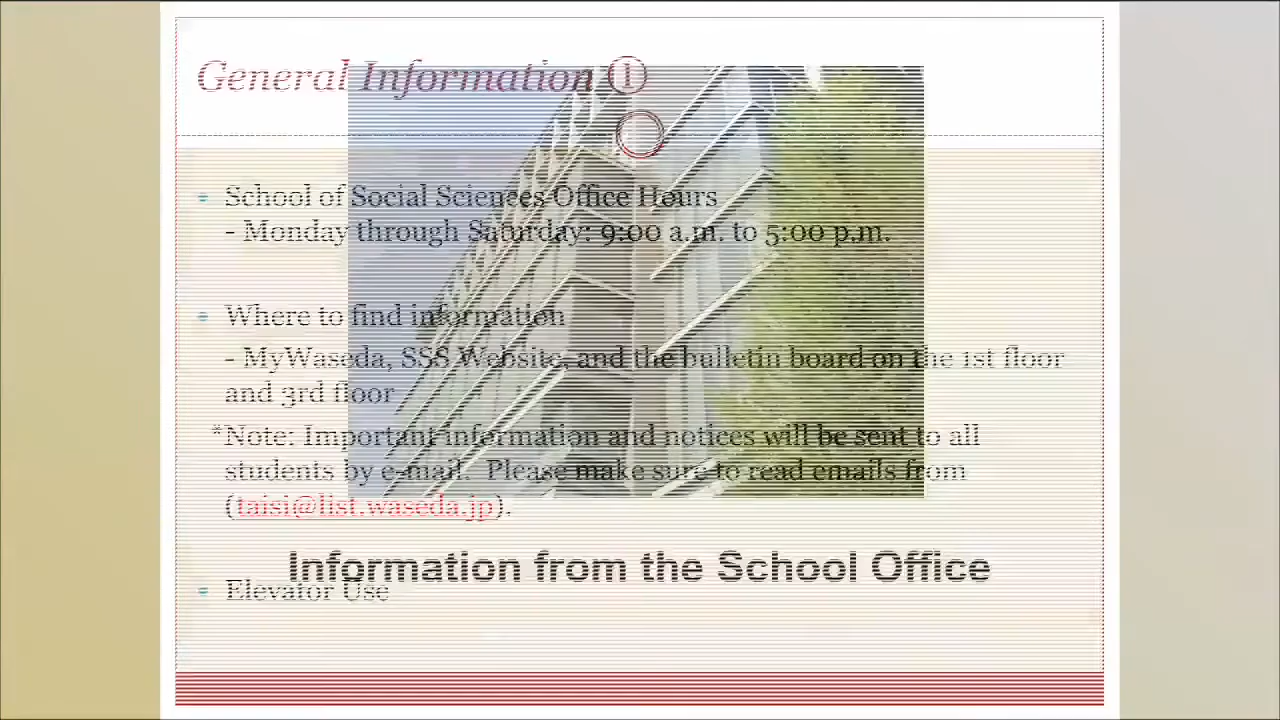 General Information ①
• School of Social Sciences Office Hours
- Monday through Saturday: 9:00 a.m. to 5:00 p.m.
• Where to find information
- MyWaseda, SSS Website, and the bulletin board on the 1st floor
and 3rd floor
*Note: Important information and notices will be sent to all
students by e-mail. Please make sure to read emails from
(taisi@list.waseda.jp).
Information from the School Office
• Elevator Use